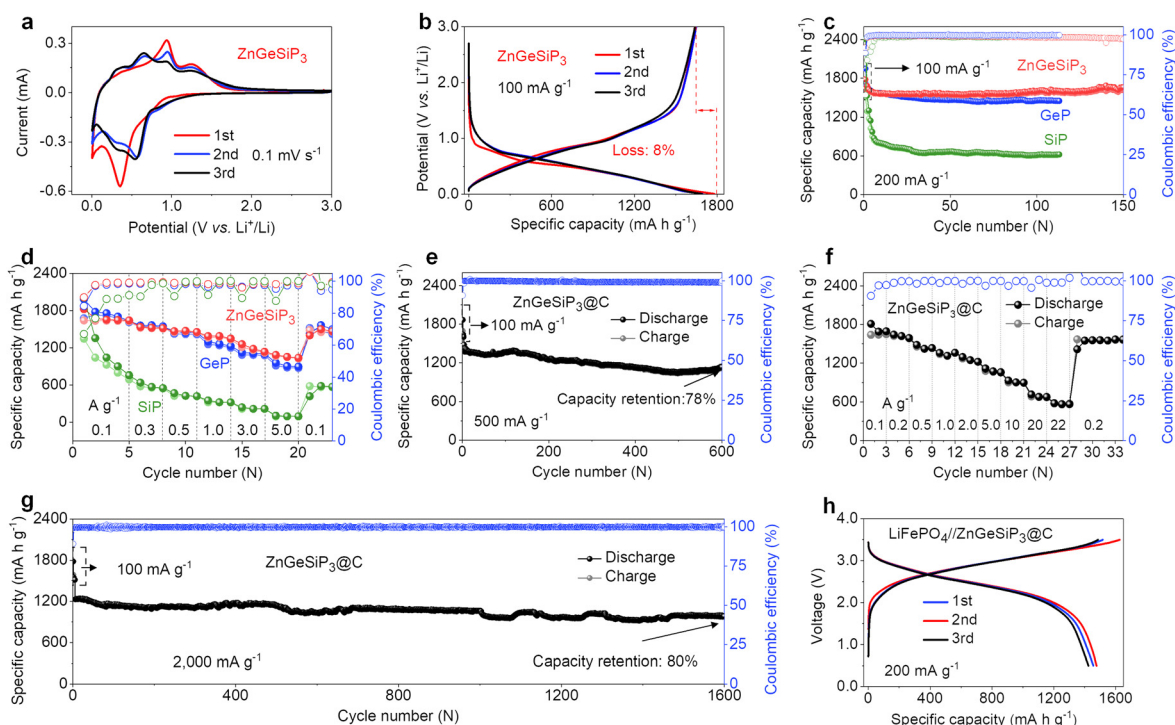 a
ZnGeSiP₃
1st
2nd
3rd
0.1 mV s⁻¹
0.3
0.0
-0.3
-0.6
Current (mA)
0.0 1.0 2.0 3.0
Potential (V vs. Li⁺/Li)
b
ZnGeSiP₃
1st
2nd
3rd
100 mA g⁻¹
Loss: 8%
3.0
2.0
1.0
0.0
Potential (V vs. Li⁺/Li)
0 600 1200 1800
Specific capacity (mA h g⁻¹)
c
100 mA g⁻¹
ZnGeSiP₃
GeP
SiP
200 mA g⁻¹
2400
1800
1200
600
0
Specific capacity (mA h g⁻¹)
100
75
50
25
0
Coulombic efficiency (%)
0 50 100 150
Cycle number (N)
d
ZnGeSiP₃
GeP
SiP
A g⁻¹
0.1 0.3 0.5 1.0 3.0 5.0 0.1
2400
1800
1200
600
0
Specific capacity (mA h g⁻¹)
100
80
60
40
20
0
Coulombic efficiency (%)
0 5 10 15 20
Cycle number (N)
e
ZnGeSiP₃@C
100 mA g⁻¹
Discharge
Charge
Capacity retention:78%
500 mA g⁻¹
2400
1800
1200
600
0
Specific capacity (mA h g⁻¹)
100
75
50
25
0
Coulombic efficiency (%)
0 200 400 600
Cycle number (N)
f
ZnGeSiP₃@C
Discharge
Charge
A g⁻¹
0.1 0.2 0.5 1.0 2.0 5.0 10 20 22 0.2
2400
1800
1200
600
0
Specific capacity (mA h g⁻¹)
100
75
50
25
0
Coulombic efficiency (%)
0 3 6 9 12 15 18 21 24 27 30 33
Cycle number (N)
g
ZnGeSiP₃@C
100 mA g⁻¹
Discharge
Charge
2,000 mA g⁻¹
Capacity retention: 80%
2400
1800
1200
600
0
Specific capacity (mA h g⁻¹)
100
75
50
25
0
Coulombic efficiency (%)
0 400 800 1200 1600
Cycle number (N)
h
LiFePO₄//ZnGeSiP₃@C
1st
2nd
3rd
200 mA g⁻¹
4.0
3.0
2.0
1.0
0.0
Voltage (V)
0 400 800 1200 1600
Specific capacity (mA h g⁻¹)